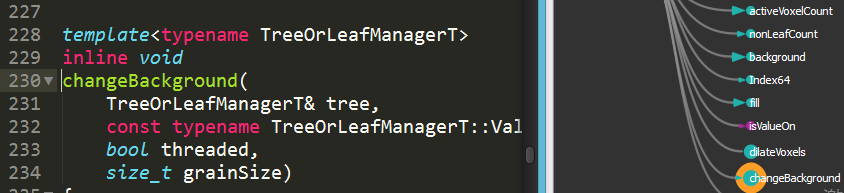 227
228 template<typename TreeOrLeafManagerT>
229 inline void
230 changeBackground(
231 TreeOrLeafManagerT& tree,
232 const typename TreeOrLeafManagerT::Val
233 bool threaded,
234 size_t grainSize)
activeVoxelCount
nonLeafCount
background
Index64
fill
isValueOn
dilateVoxels
changeBackground